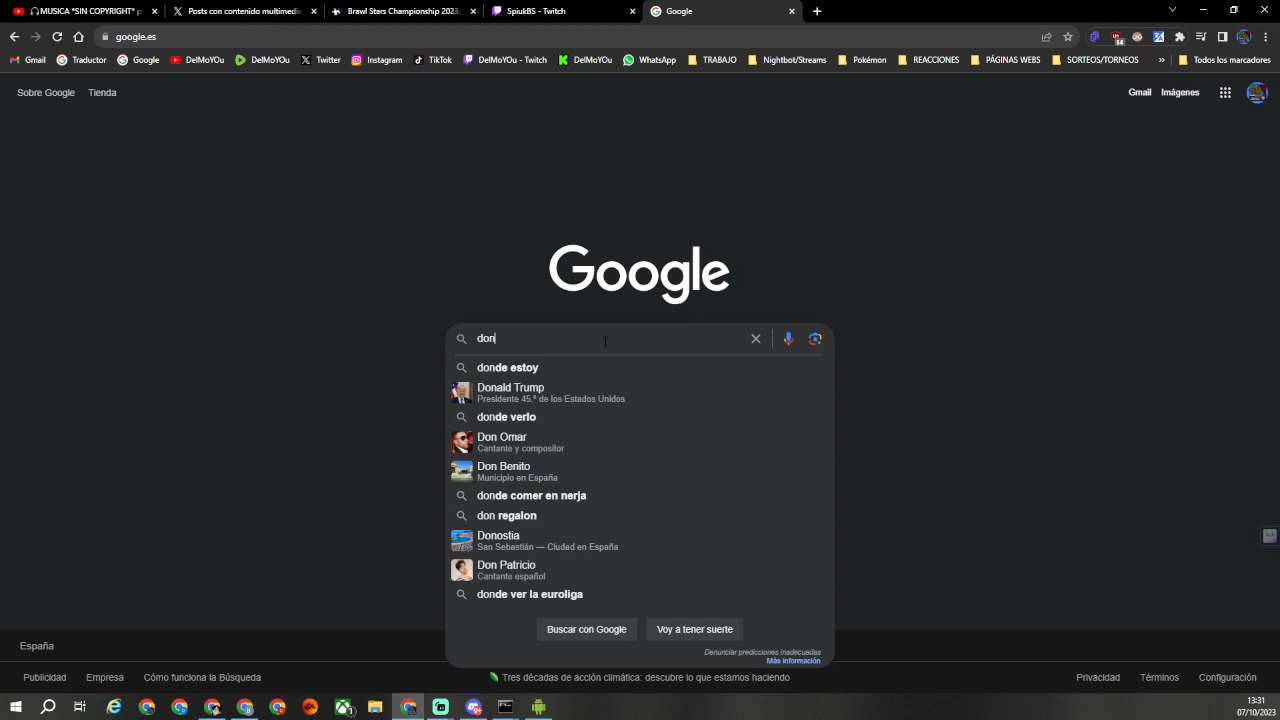 MUSICA "SIN COPYRIGHT" p
Posts con contenido multimedia
Brawl Stars Championship 2023:
SpiukBS - Twitch
Google
google.es
14
Gmail
Traductor
Google
DelMoYOu
DelMoYOu
Twitter
Instagram
TikTok
DelMoYOu - Twitch
DelMoYOu
WhatsApp
TRABAJO
Nightbot/Streams
Pokémon
REACCIONES
PÁGINAS WEBS
SORTEOS/TORNEOS
»
Todos los marcadores
Sobre Google
Tienda
Gmail
Imágenes
Google
don
donde estoy
Donald Trump
Presidente 45.º de los Estados Unidos
donde verlo
Don Omar
Cantante y compositor
Don Benito
Municipio en España
donde comer en nerja
don regalon
Donostia
San Sebastián — Ciudad en España
Don Patricio
Cantante español
donde ver la euroliga
Buscar con Google
Voy a tener suerte
Denunciar predicciones inadecuadas
Más información
España
Publicidad
Empresa
Cómo funciona la Búsqueda
Tres décadas de acción climática: descubre lo que estamos haciendo
Privacidad
Términos
Configuración
13:31
07/10/2023